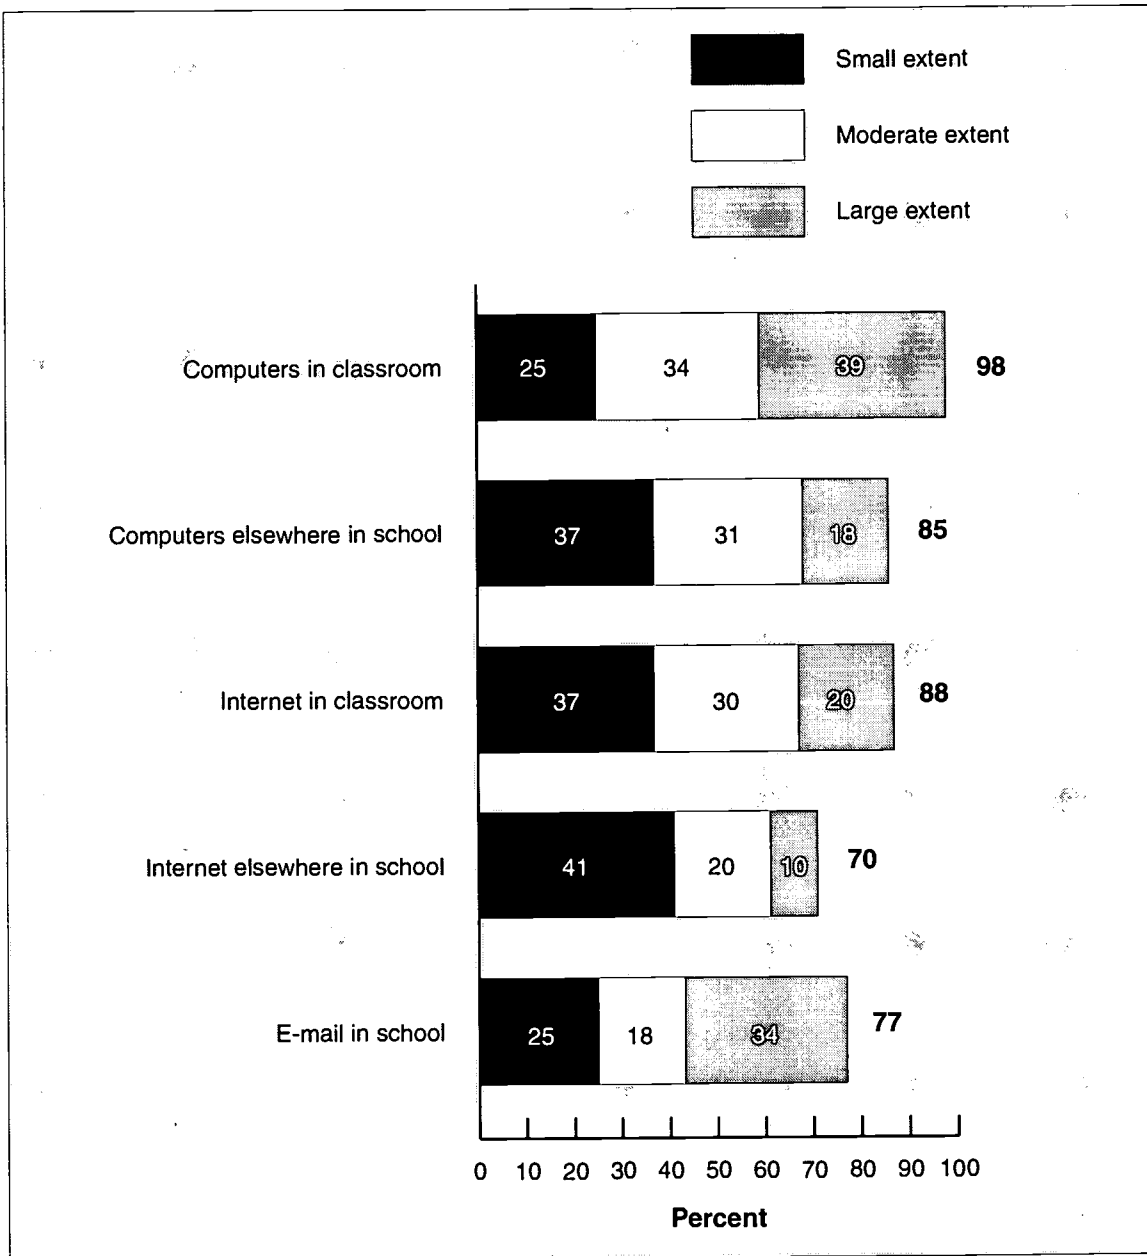 Small extent
Moderate extent
Large extent
Computers in classroom 25 34 39 98
Computers elsewhere in school 37 31 18 85
Internet in classroom 37 30 20 88
Internet elsewhere in school 41 20 10 70
E-mail in school 25 18 34 77
0 10 20 30 40 50 60 70 80 90 100
Percent